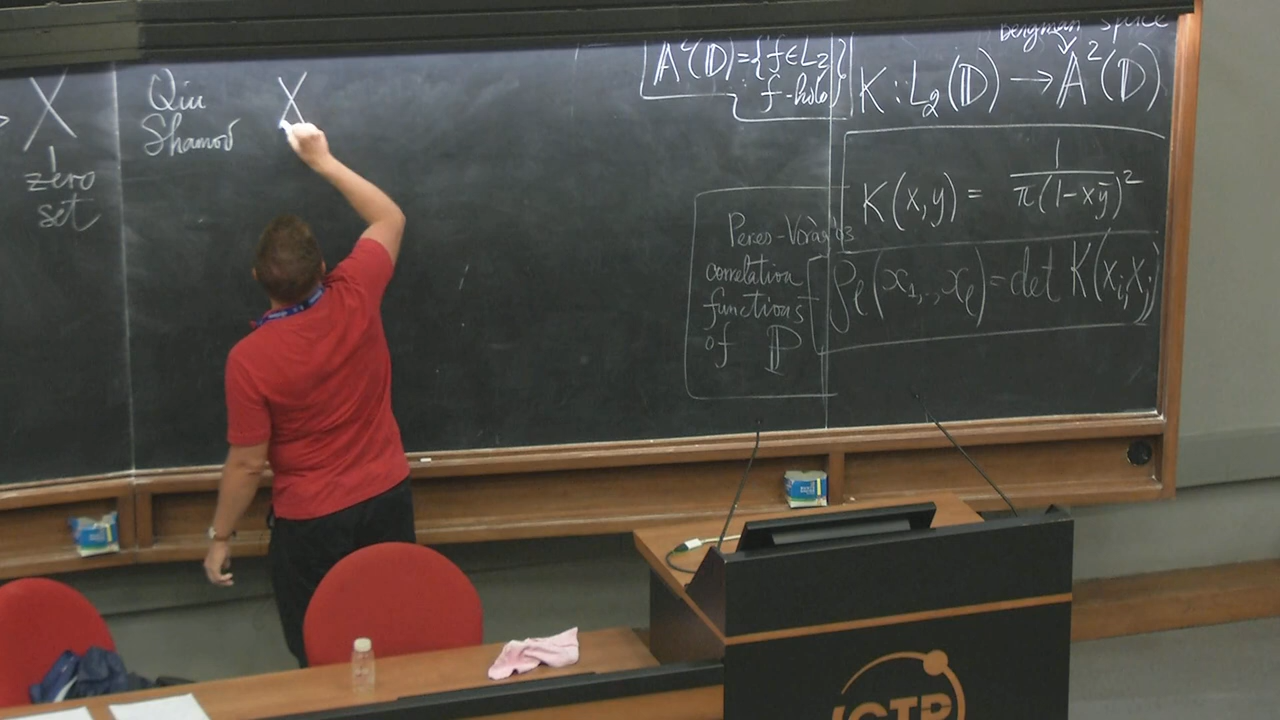 X
zero
set
Qiu
Shamov
X
A²(D)={f∈L₂
f-holo}
Bergman Space
K : L₂(D) → A²(D)
K(x,y) = 1/π(1-xȳ)²
Peres-Viràg
correlation
functions
of P
ρℓ(x₁,..,xℓ)=det K(xᵢ,xⱼ)
ICTP